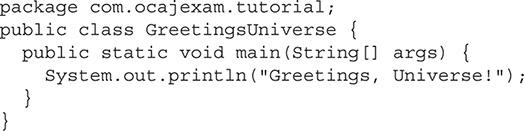 package com.ocajexam.tutorial;
public class GreetingsUniverse {
  public static void main(String[] args) {
    System.out.println("Greetings, Universe!");
  }
}